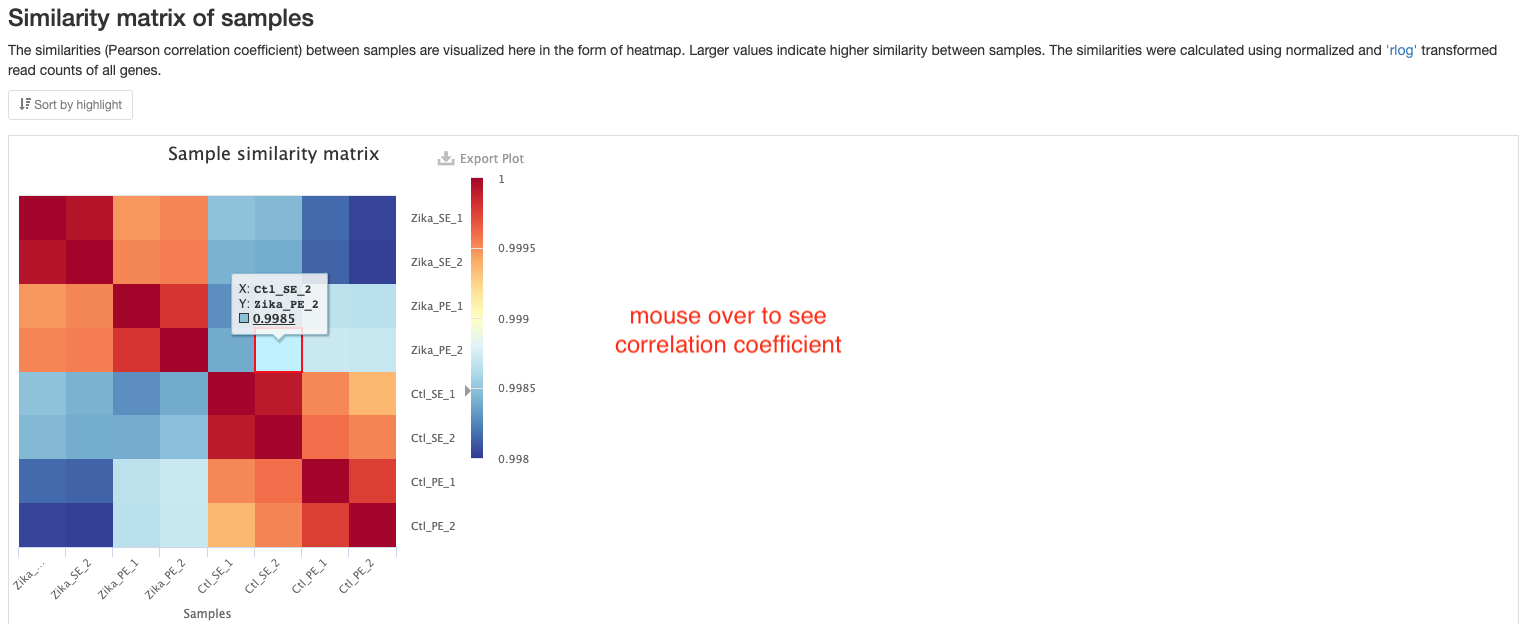 Similarity matrix of samples
The similarities (Pearson correlation coefficient) between samples are visualized here in the form of heatmap. Larger values indicate higher similarity between samples. The similarities were calculated using normalized and 'rlog' transformed
read counts of all genes.
Sort by highlight
Sample similarity matrix
Export Plot
1
0.9995
0.999
0.9985
0.998
Zika_SE_1
Zika_SE_2
Zika_PE_1
Zika_PE_2
Ctl_SE_1
Ctl_SE_2
Ctl_PE_1
Ctl_PE_2
X: Ctl_SE_2
Y: Zika_PE_2
0.9985
mouse over to see
correlation coefficient
Zika_...
Zika_SE_2
Zika_PE_1
Zika_PE_2
Ctl_SE_1
Ctl_SE_2
Ctl_PE_1
Ctl_PE_2
Samples